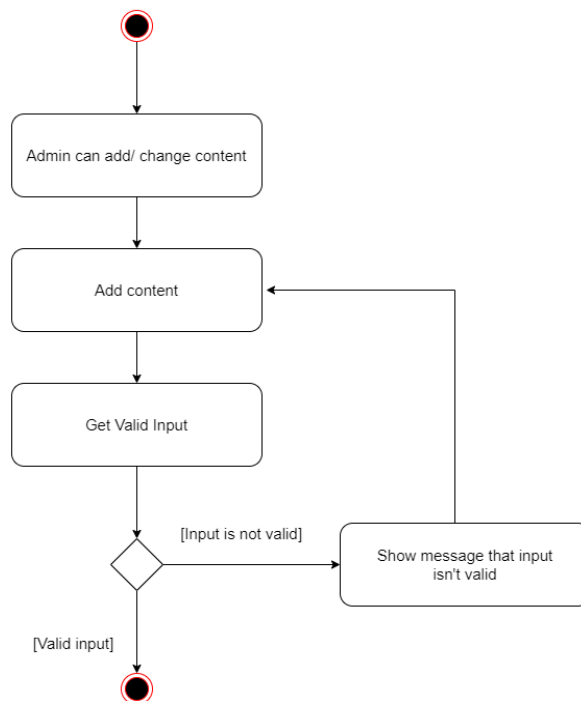 Admin can add/ change content
Add content
Get Valid Input
[Input is not valid]
Show message that input
isn't valid
[Valid input]